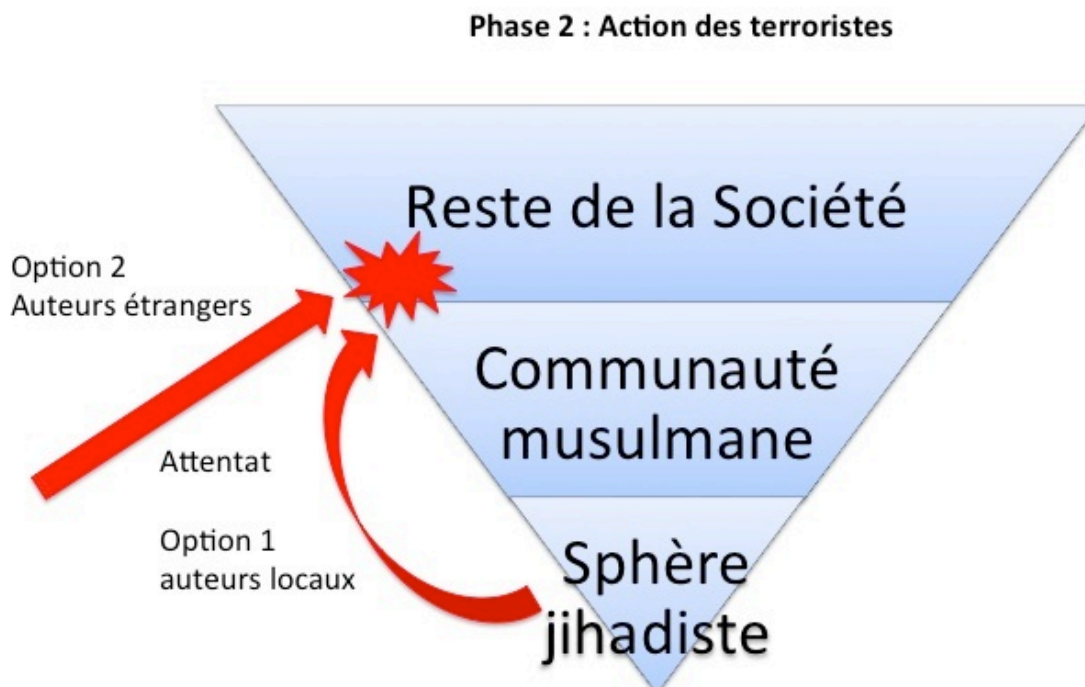 Phase 2 : Action des terroristes
Reste de la Société
Option 2
Auteurs étrangers
Communauté
musulmane
Attentat
Option 1
auteurs locaux
Sphère
jihadiste